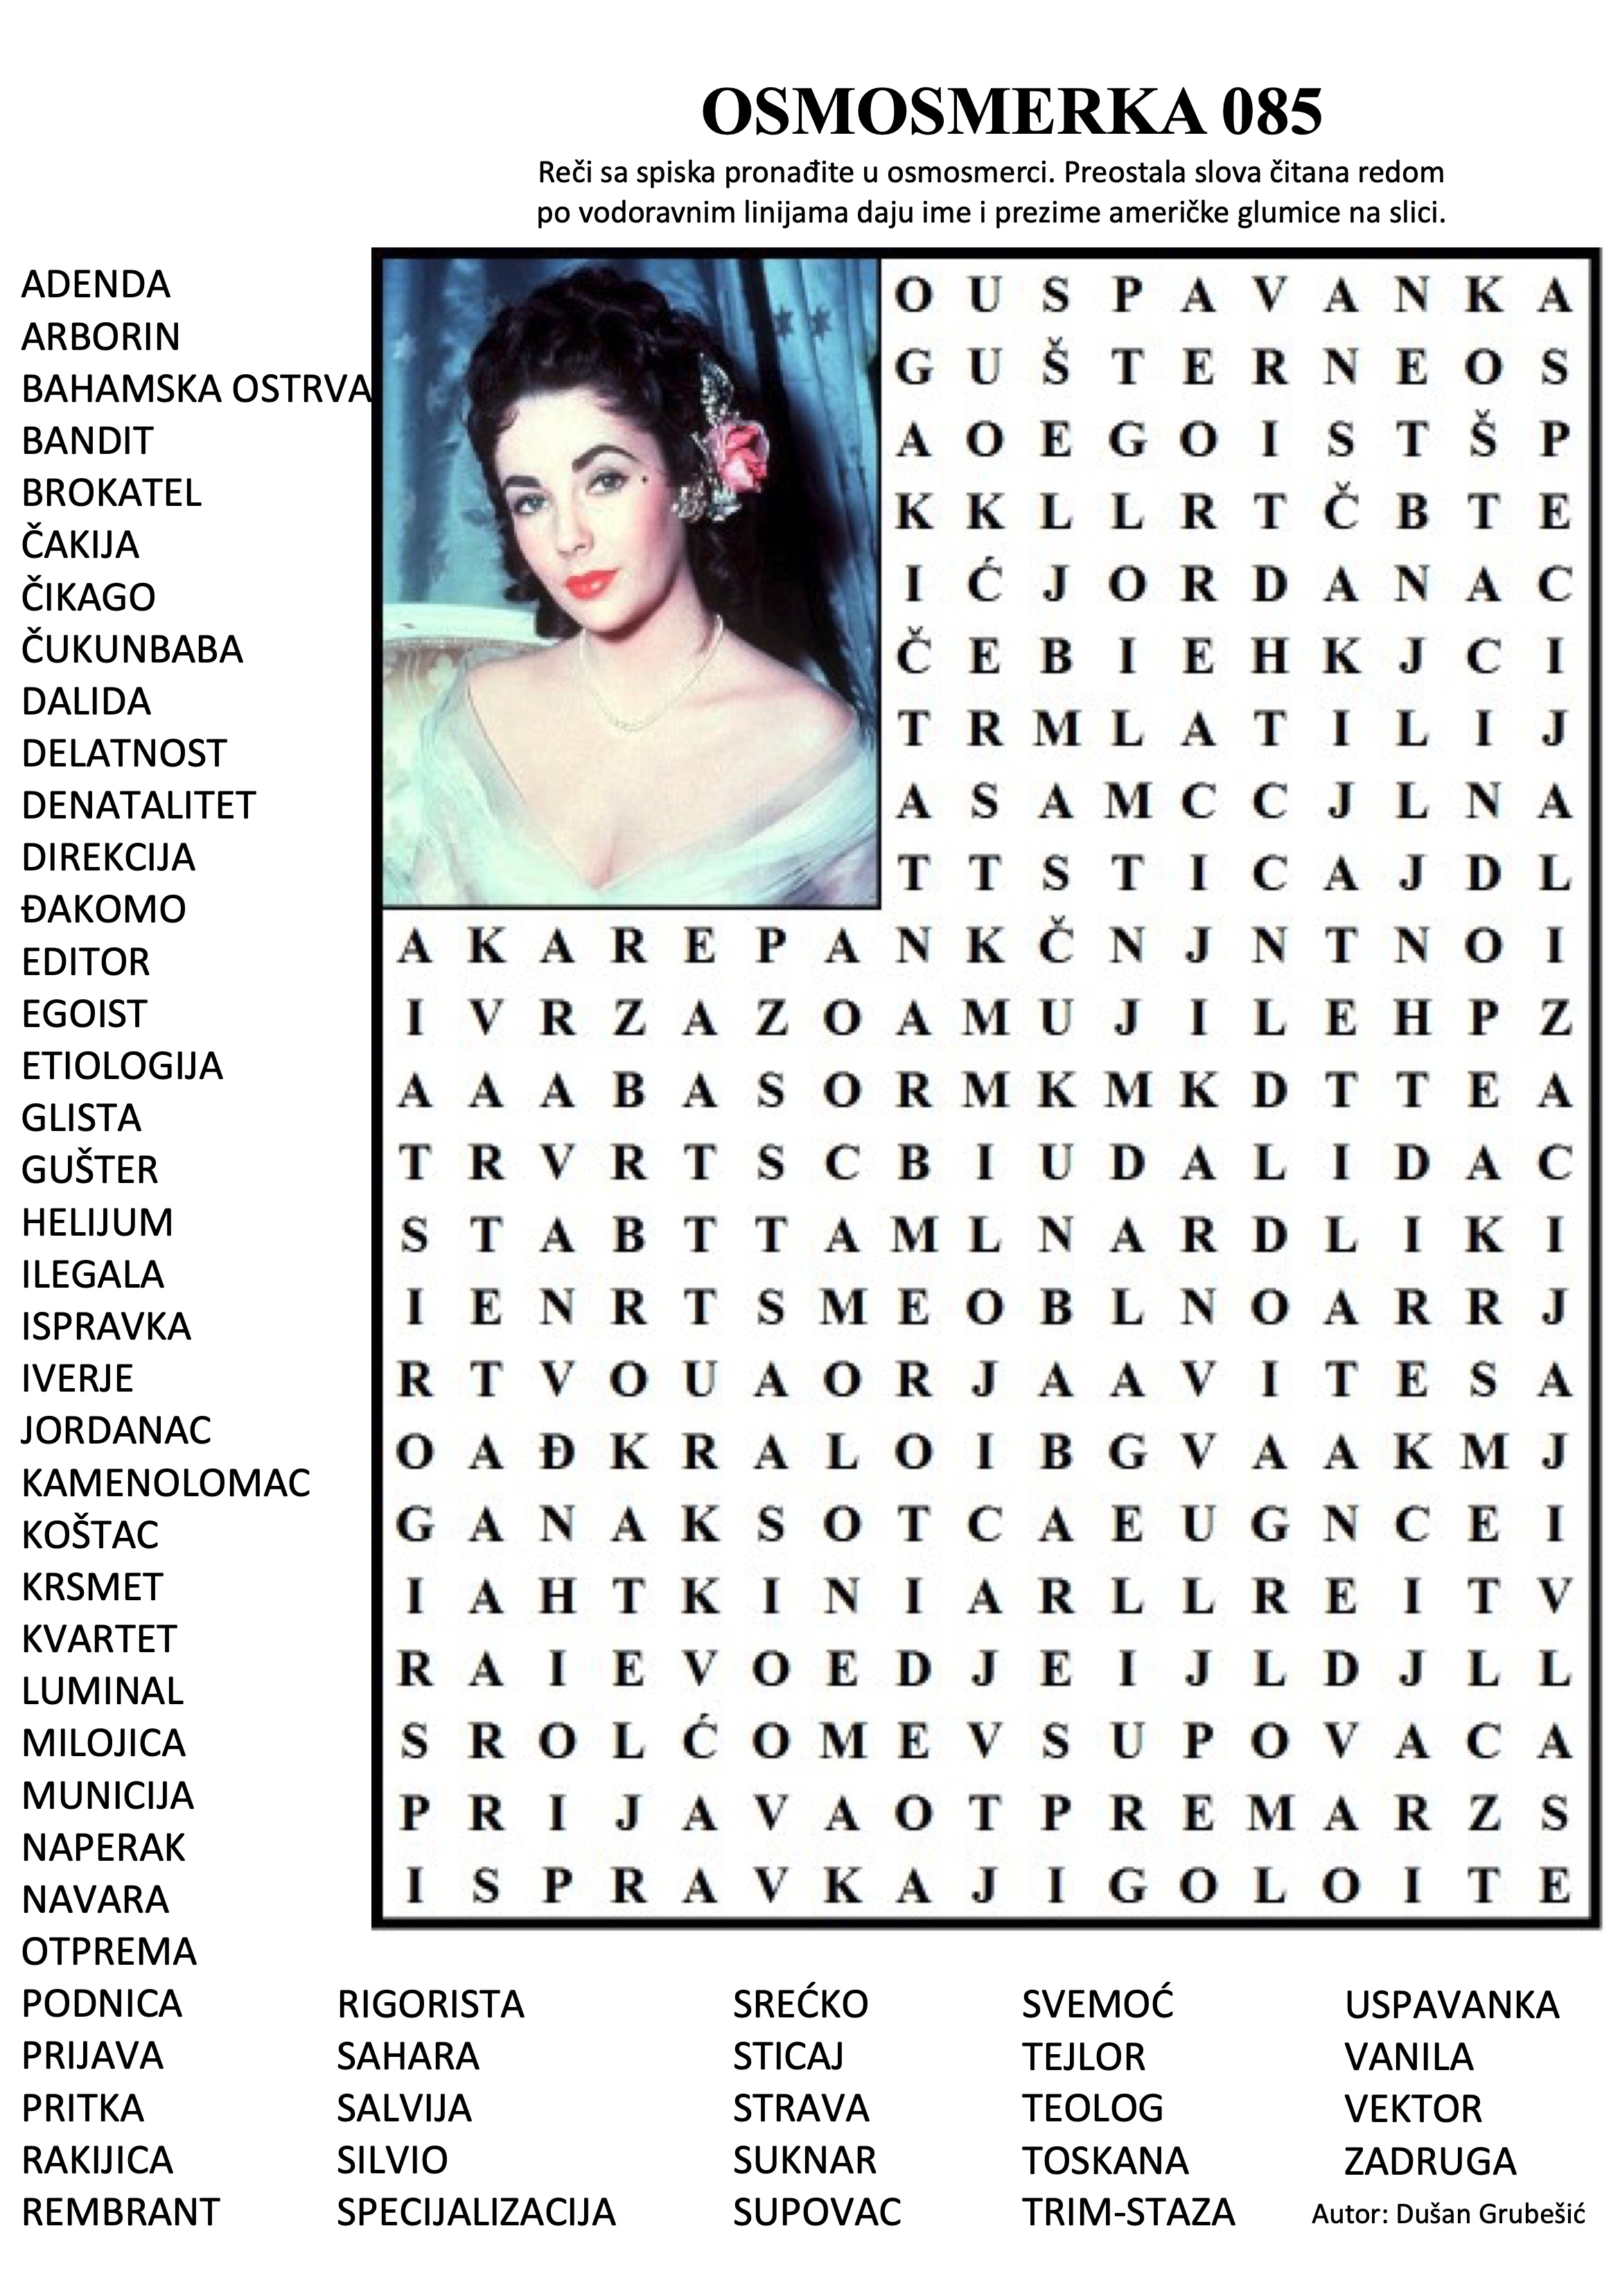 OSMOSMERKA 085
Reči sa spiska pronađite u osmosmerci. Preostala slova čitana redom
po vodoravnim linijama daju ime i prezime američke glumice na slici.
ADENDA
ARBORIN
BAHAMSKA OSTRVA
BANDIT
BROKATEL
ČAKIJA
ČIKAGO
ČUKUNBABA
DALIDA
DELATNOST
DENATALITET
DIREKCIJA
ĐAKOMO
EDITOR
EGOIST
ETIOLOGIJA
GLISTA
GUŠTER
HELIJUM
ILEGALA
ISPRAVKA
IVERJE
JORDANAC
KAMENOLOMAC
KOŠTAC
KRSMET
KVARTET
LUMINAL
MILOJICA
MUNICIJA
NAPERAK
NAVARA
OTPREMA
PODNICA
PRIJAVA
PRITKA
RAKIJICA
REMBRANT
O U S P A V A N K A
G U Š T E R N E O S
A O E G O I S T Š P
K K L L R T Č B T E
I Ć J O R D A N A C
Č E B I E H K J C I
T R M L A T I L I J
A S A M C C J L N A
T T S T I C A J D L
A K A R E P A N K Č N J N T N O I
I V R Z A Z O A M U J I L E H P Z
A A A B A S O R M K M K D T T E A
T R V R T S C B I U D A L I D A C
S T A B T T A M L N A R D L I K I
I E N R T S M E O B L N O A R R J
R T V O U A O R J A A V I T E S A
O A Đ K R A L O I B G V A A K M J
G A N A K S O T C A E U G N C E I
I A H T K I N I A R L L R E I T V
R A I E V O E D J E I J L D J L L
S R O L Ć O M E V S U P O V A C A
P R I J A V A O T P R E M A R Z S
I S P R A V K A J I G O L O I T E
RIGORISTA
SAHARA
SALVIJA
SILVIO
SPECIJALIZACIJA
SREĆKO
STICAJ
STRAVA
SUKNAR
SUPOVAC
SVEMOĆ
TEJLOR
TEOLOG
TOSKANA
TRIM-STAZA
USPAVANKA
VANILA
VEKTOR
ZADRUGA
Autor: Dušan Grubešić